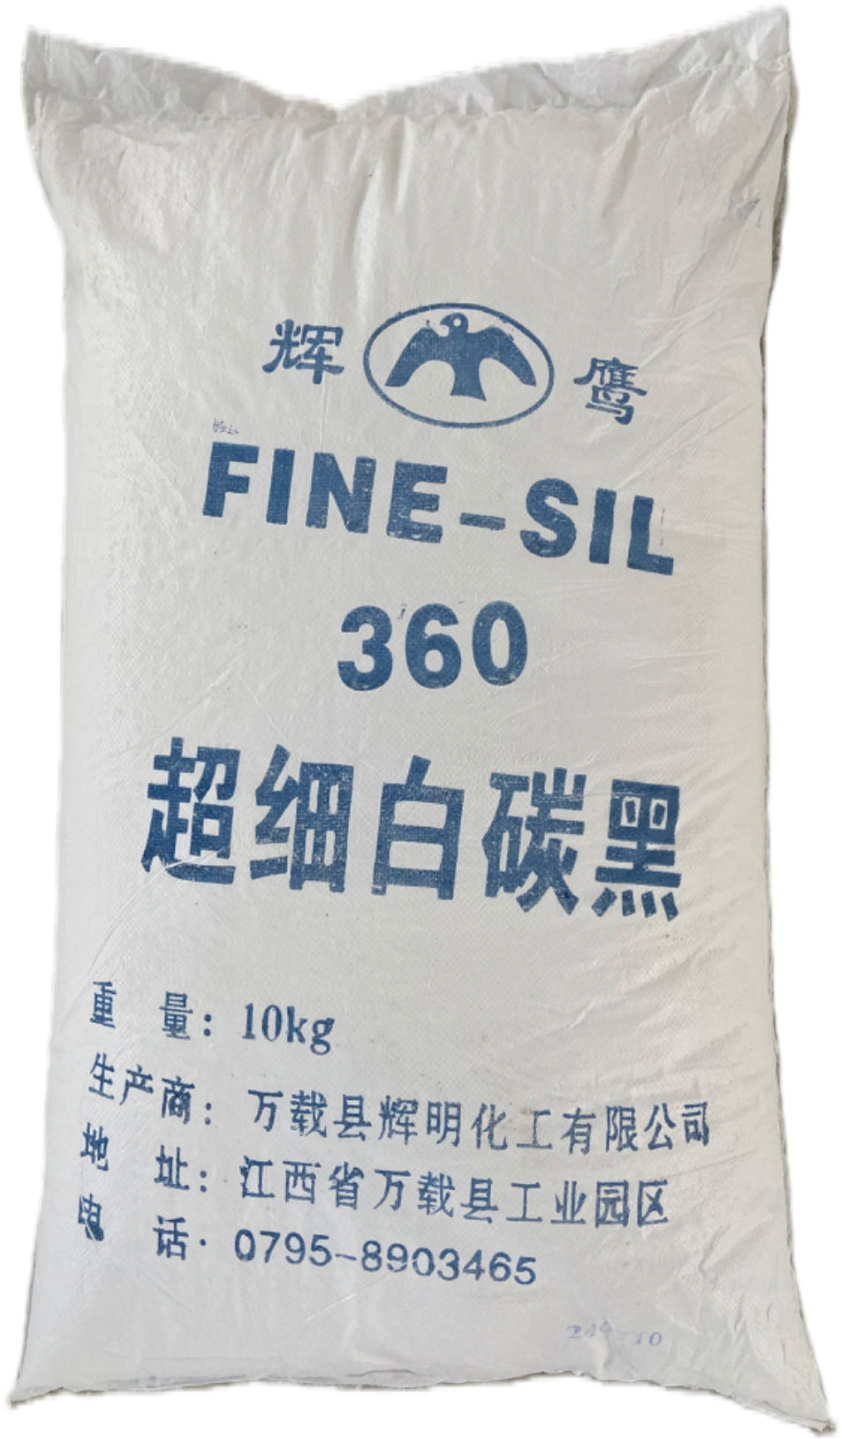 辉 鹰
FINE-SIL
360
超细白碳黑
重 量: 10kg
生产商: 万载县辉明化工有限公司
地 址: 江西省万载县工业园区
电 话: 0795-8903465